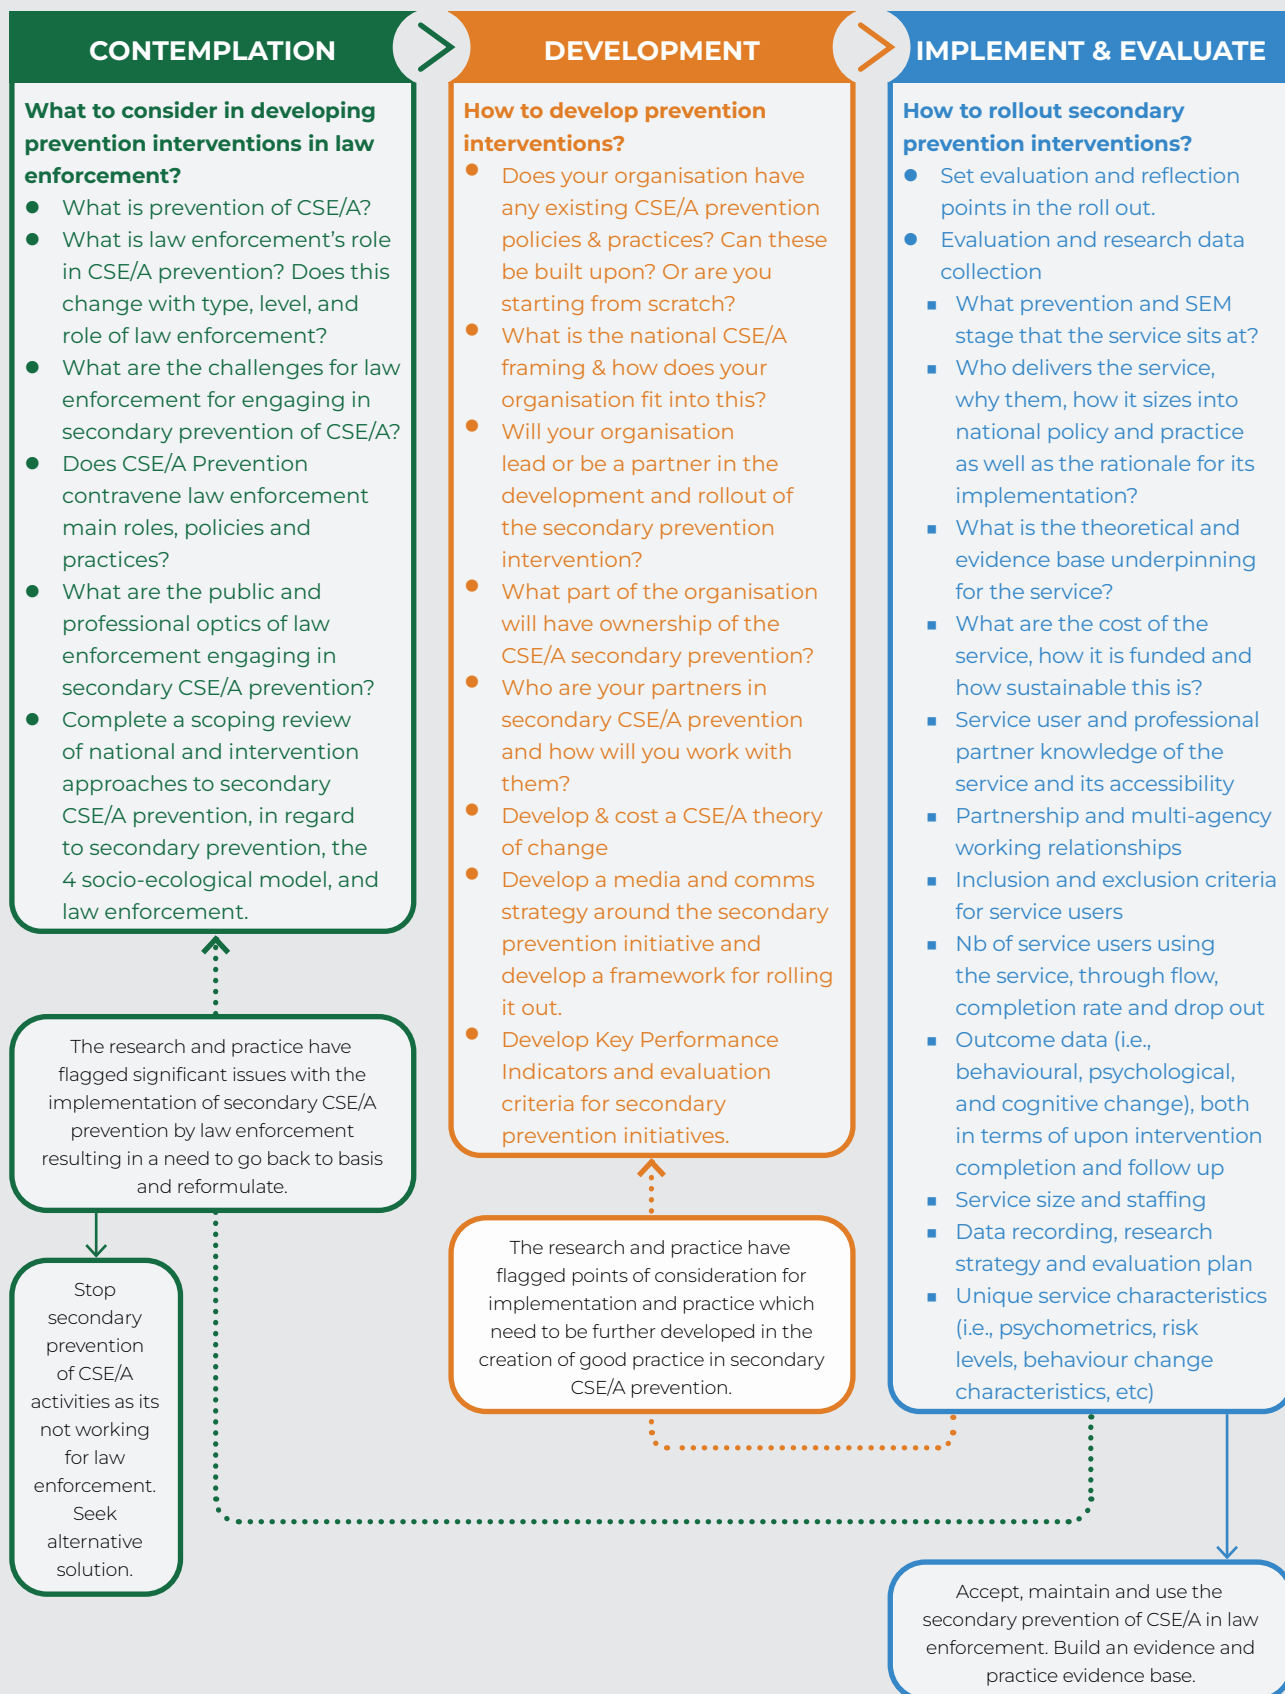 CONTEMPLATION
What to consider in developing
prevention interventions in law
enforcement?
● What is prevention of CSE/A?
● What is law enforcement's role
in CSE/A prevention? Does this
change with type, level, and
role of law enforcement?
● What are the challenges for law
enforcement for engaging in
secondary prevention of CSE/A?
● Does CSE/A Prevention
contravene law enforcement
main roles, policies and
practices?
● What are the public and
professional optics of law
enforcement engaging in
secondary CSE/A prevention?
● Complete a scoping review
of national and intervention
approaches to secondary
CSE/A prevention, in regard
to secondary prevention, the
4 socio-ecological model, and
law enforcement.
The research and practice have
flagged significant issues with the
implementation of secondary CSE/A
prevention by law enforcement
resulting in a need to go back to basis
and reformulate.
Stop
secondary
prevention
of CSE/A
activities as its
not working
for law
enforcement.
Seek
alternative
solution.
DEVELOPMENT
How to develop prevention
interventions?
● Does your organisation have
any existing CSE/A prevention
policies & practices? Can these
be built upon? Or are you
starting from scratch?
● What is the national CSE/A
framing & how does your
organisation fit into this?
● Will your organisation
lead or be a partner in the
development and rollout of
the secondary prevention
intervention?
● What part of the organisation
will have ownership of the
CSE/A secondary prevention?
● Who are your partners in
secondary CSE/A prevention
and how will you work with
them?
● Develop & cost a CSE/A theory
of change
● Develop a media and comms
strategy around the secondary
prevention initiative and
develop a framework for rolling
it out.
● Develop Key Performance
Indicators and evaluation
criteria for secondary
prevention initiatives.
The research and practice have
flagged points of consideration for
implementation and practice which
need to be further developed in the
creation of good practice in secondary
CSE/A prevention.
IMPLEMENT & EVALUATE
How to rollout secondary
prevention interventions?
● Set evaluation and reflection
points in the roll out.
● Evaluation and research data
collection
▪ What prevention and SEM
stage that the service sits at?
▪ Who delivers the service,
why them, how it sizes into
national policy and practice
as well as the rationale for its
implementation?
▪ What is the theoretical and
evidence base underpinning
for the service?
▪ What are the cost of the
service, how it is funded and
how sustainable this is?
▪ Service user and professional
partner knowledge of the
service and its accessibility
▪ Partnership and multi-agency
working relationships
▪ Inclusion and exclusion criteria
for service users
▪ Nb of service users using
the service, through flow,
completion rate and drop out
▪ Outcome data (i.e.,
behavioural, psychological,
and cognitive change), both
in terms of upon intervention
completion and follow up
▪ Service size and staffing
▪ Data recording, research
strategy and evaluation plan
▪ Unique service characteristics
(i.e., psychometrics, risk
levels, behaviour change
characteristics, etc)
Accept, maintain and use the
secondary prevention of CSE/A in law
enforcement. Build an evidence and
practice evidence base.